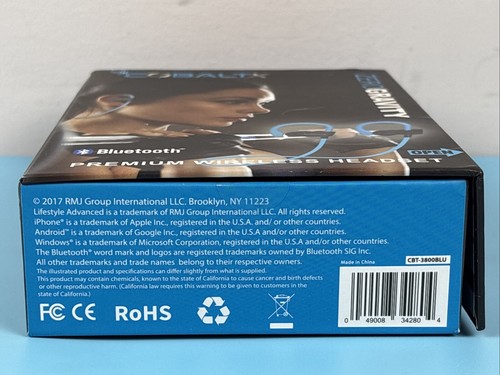 COBALTX
GRAVITY
Bluetooth®
PREMIUM WIRELESS HEADSET
OPEN
© 2017 RMJ Group International LLC. Brooklyn, NY 11223
Lifestyle Advanced is a trademark of RMJ Group International LLC. All rights reserved.
iPhone® is a trademark of Apple Inc., registered in the U.S.A. and/ or other countries.
Android™ is a trademark of Google Inc., registered in the U.S.A and/or other countries.
Windows® is a trademark of Microsoft Corporation, registered in the U.S.A and/or other countries.
The Bluetooth® word mark and logos are registered trademarks owned by Bluetooth SIG Inc.
All other trademarks and trade names belong to their respective owners.
The illustrated product and specifications can differ slightly from what is supplied.
This product may contain chemicals, known to the state of California to cause cancer and birth defects
or other reproductive harm. (California law requires this warning to be given to customers in the
state of California.)
Made in China
CBT-3800BLU
FC CE RoHS
0 49008 34280 4